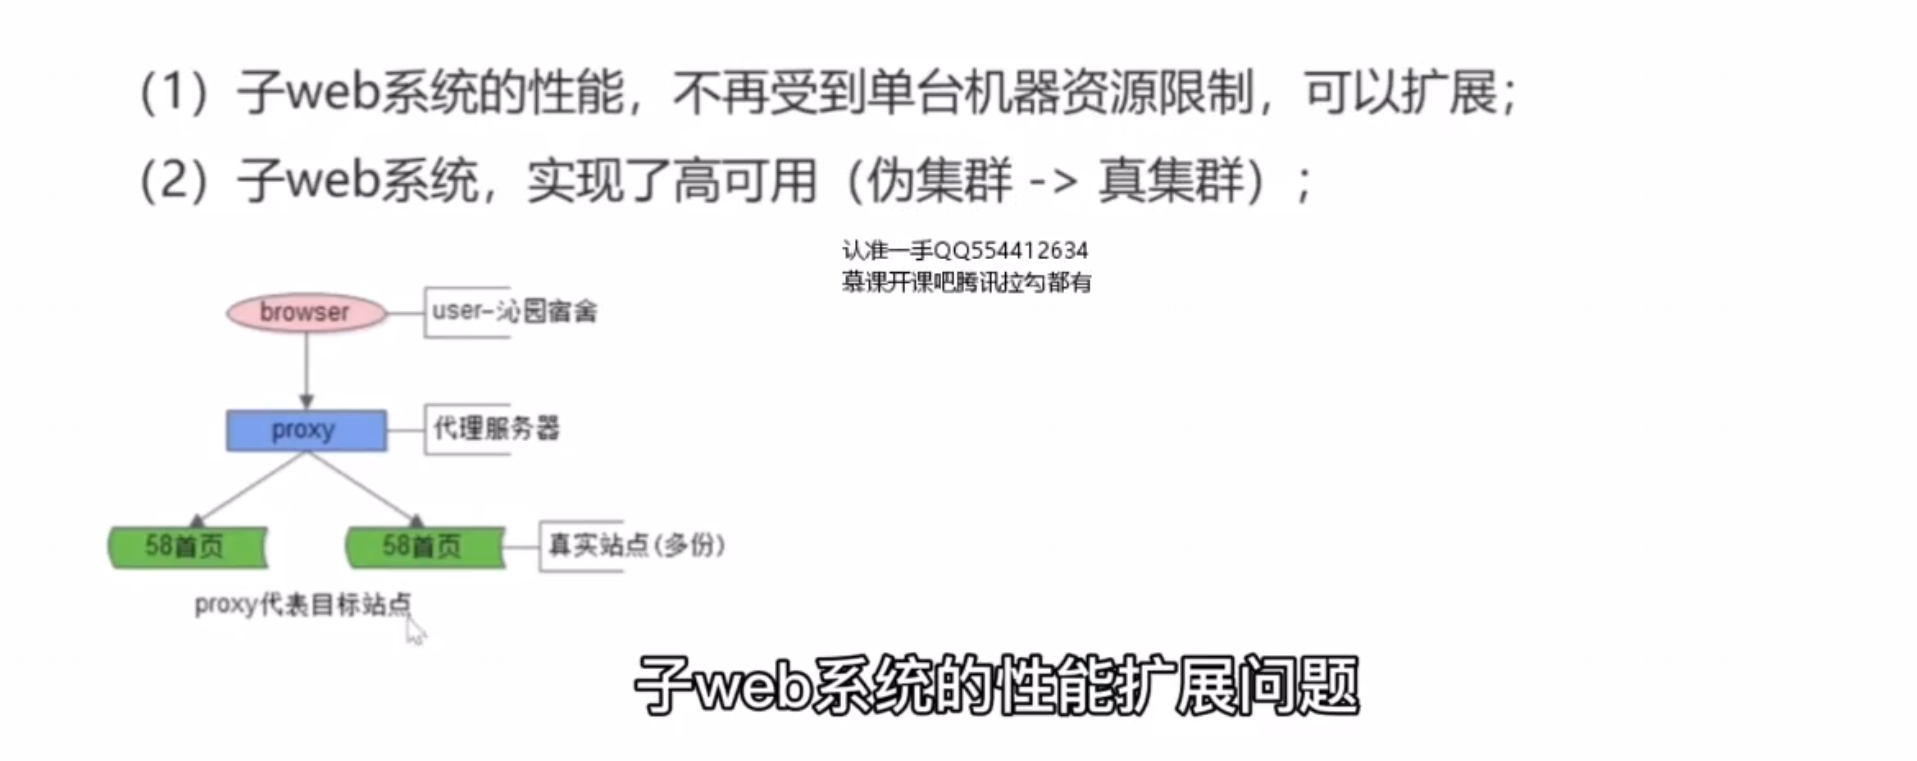 （1）子web系统的性能，不再受到单台机器资源限制，可以扩展；
（2）子web系统，实现了高可用（伪集群 -> 真集群）；
认准一手QQ554412634
慕课开课吧腾讯拉勾都有
browser
user-沁园宿舍
proxy
代理服务器
58首页
58首页
真实站点(多份)
proxy代表目标站点
子web系统的性能扩展问题